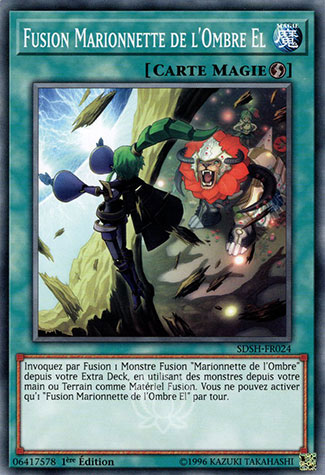 Fusion Marionnette de l'Ombre El
魔
[Carte Magie]
SDSH-FR024
Invoquez par Fusion 1 Monstre Fusion "Marionnette de l'Ombre"
depuis votre Extra Deck, en utilisant des monstres depuis votre
main ou Terrain comme Matériel Fusion. Vous ne pouvez activer
qu'1 "Fusion Marionnette de l'Ombre El" par tour.
06417578 1ère Édition ©1996 KAZUKI TAKAHASHI